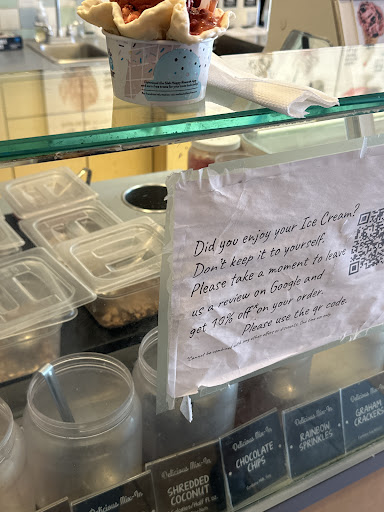 Did you enjoy your Ice Cream?
Don't keep it to yourself.
Please take a moment to leave
us a review on Google and
get 10% off* on your order.
Please use the qr code.
Delicious Mix-In
SHREDDED
COCONUT
Delicious Mix-In
CHOCOLATE
CHIPS
Delicious Mix-In
RAINBOW
SPRINKLES
Delicious Mix-In
GRAHAM
CRACKERS